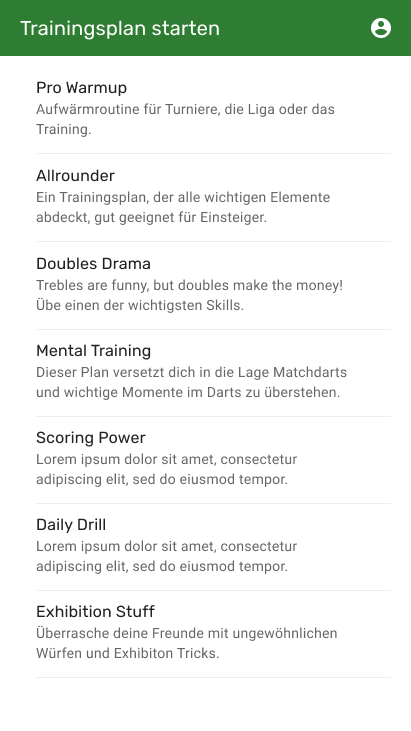 Trainingsplan starten
Pro Warmup
Aufwärmroutine für Turniere, die Liga oder das
Training.
Allrounder
Ein Trainingsplan, der alle wichtigen Elemente
abdeckt, gut geeignet für Einsteiger.
Doubles Drama
Trebles are funny, but doubles make the money!
Übe einen der wichtigsten Skills.
Mental Training
Dieser Plan versetzt dich in die Lage Matchdarts
und wichtige Momente im Darts zu überstehen.
Scoring Power
Lorem ipsum dolor sit amet, consectetur
adipiscing elit, sed do eiusmod tempor.
Daily Drill
Lorem ipsum dolor sit amet, consectetur
adipiscing elit, sed do eiusmod tempor.
Exhibition Stuff
Überrasche deine Freunde mit ungewöhnlichen
Würfen und Exhibiton Tricks.